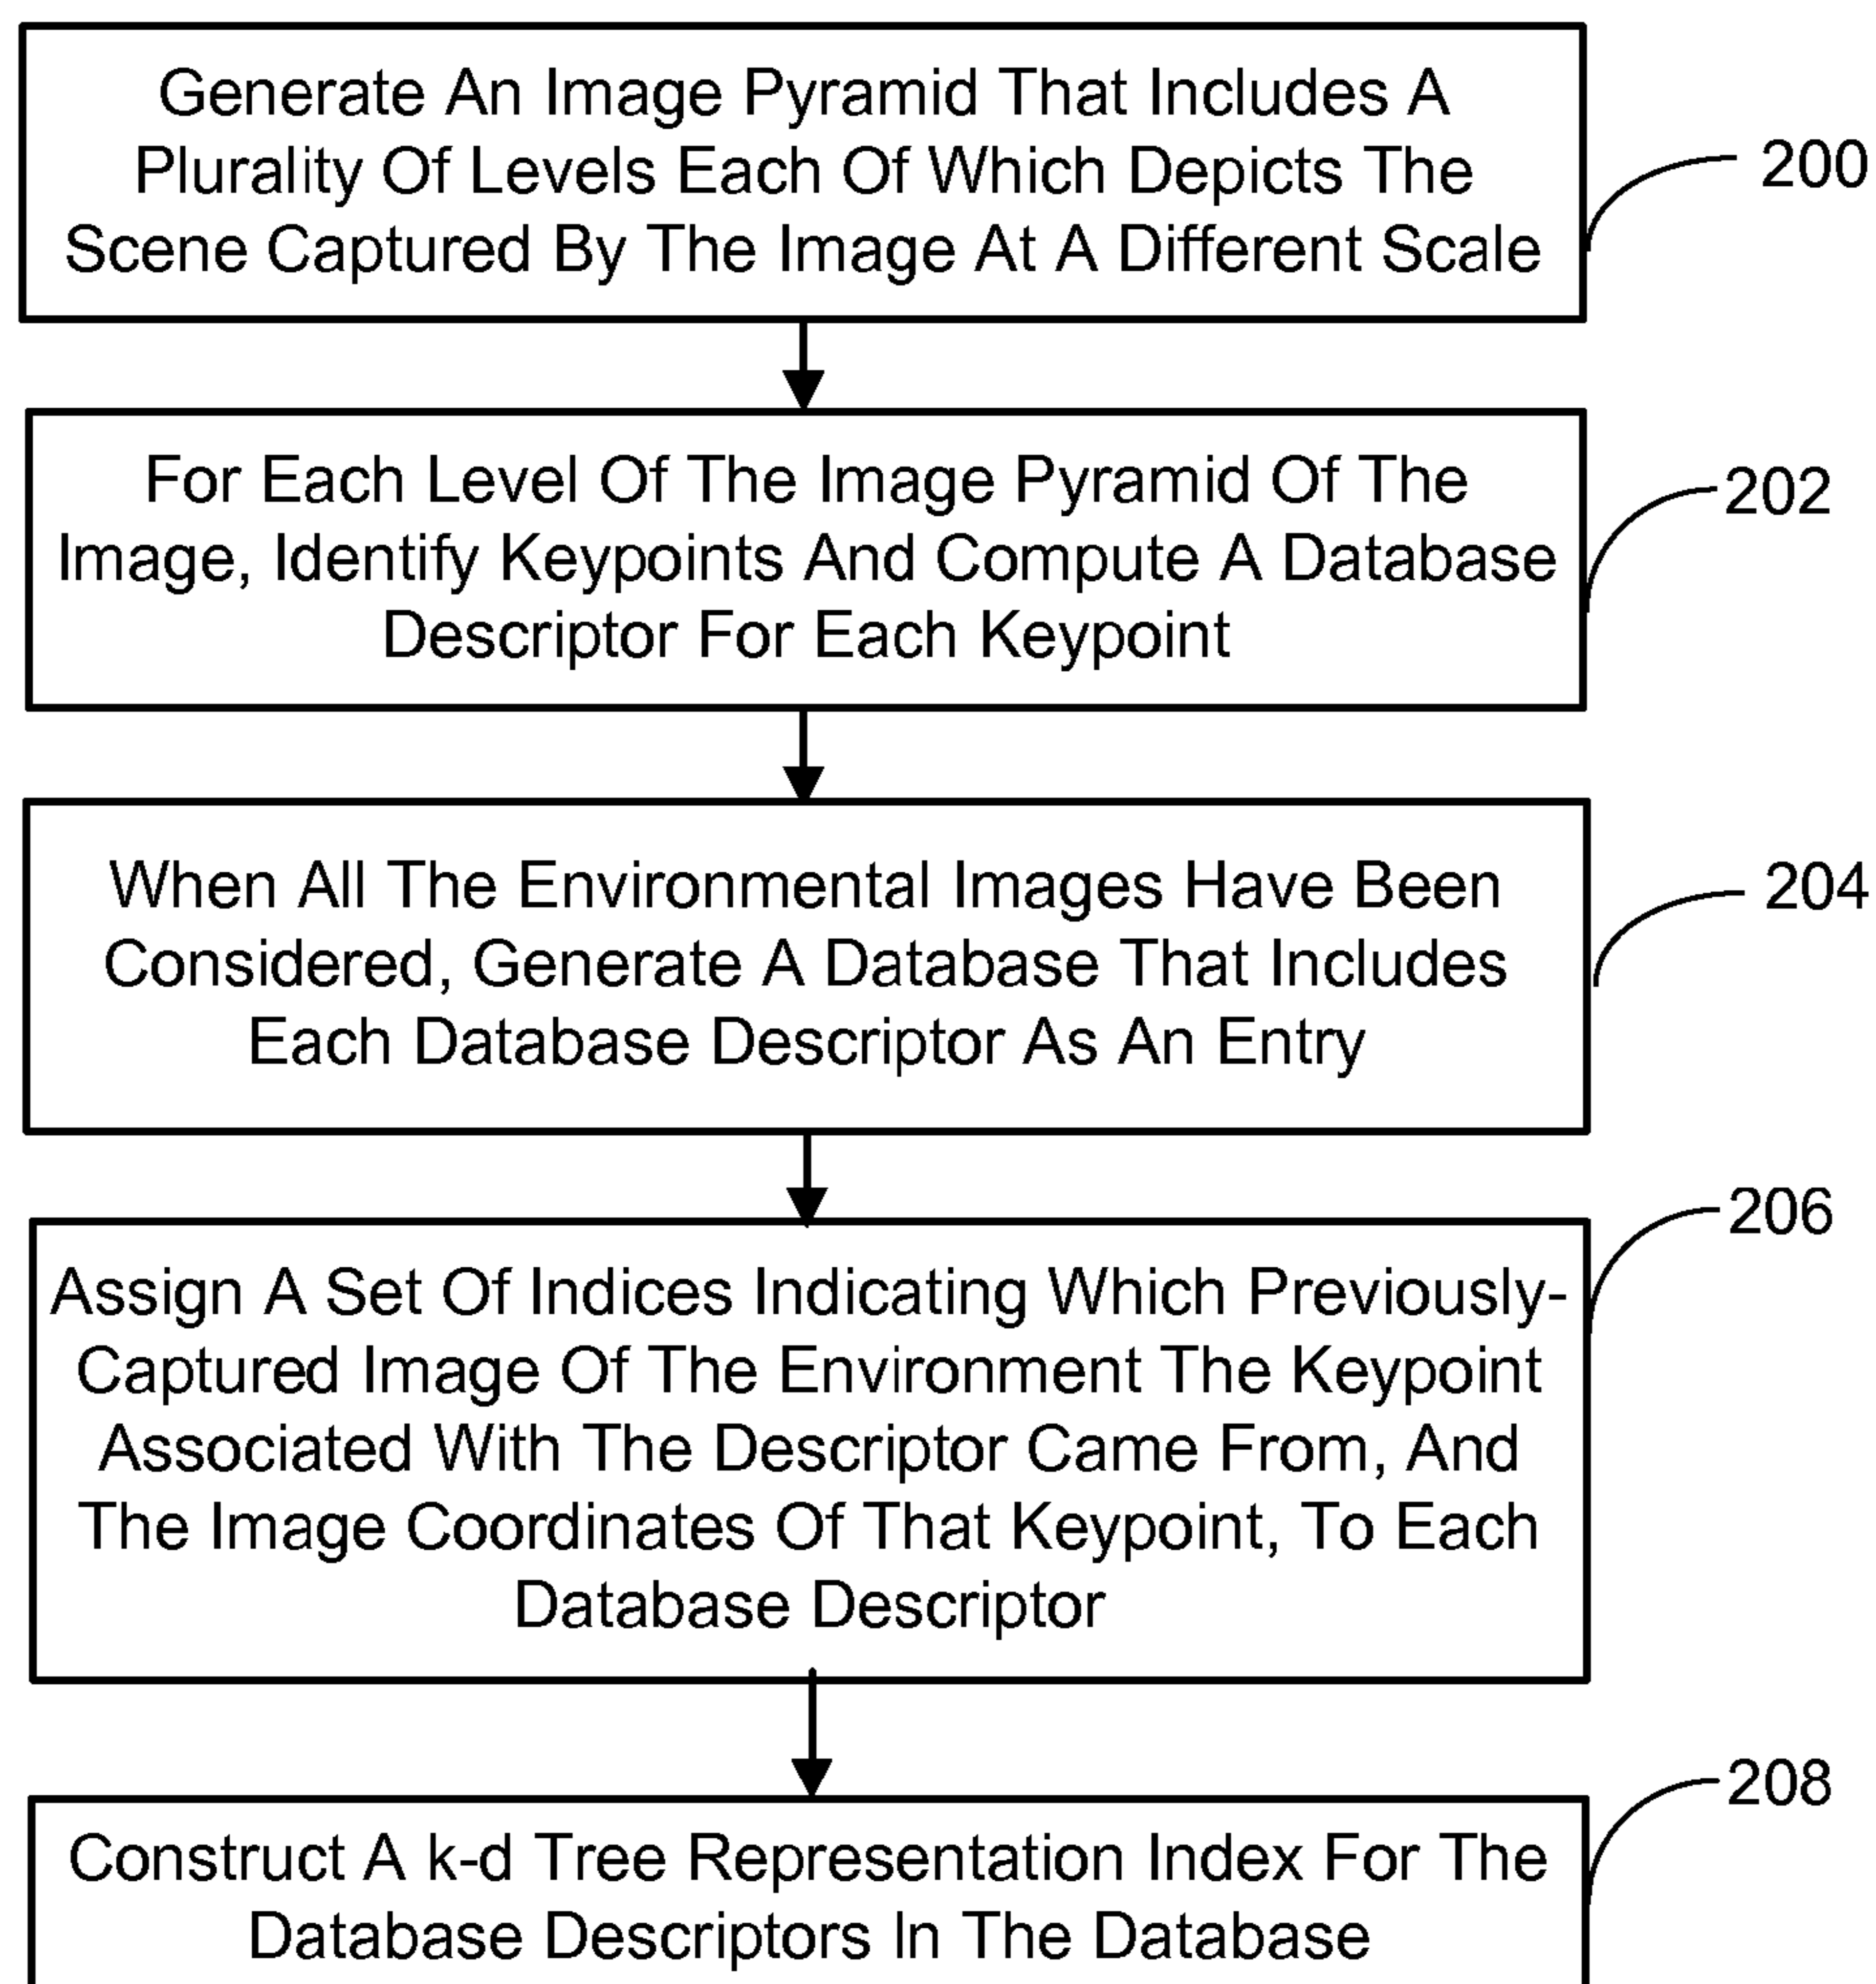 Generate An Image Pyramid That Includes A
Plurality Of Levels Each Of Which Depicts The
Scene Captured By The Image At A Different Scale
200
For Each Level Of The Image Pyramid Of The
Image, Identify Keypoints And Compute A Database
Descriptor For Each Keypoint
202
When All The Environmental Images Have Been
Considered, Generate A Database That Includes
Each Database Descriptor As An Entry
204
Assign A Set Of Indices Indicating Which Previously-
Captured Image Of The Environment The Keypoint
Associated With The Descriptor Came From, And
The Image Coordinates Of That Keypoint, To Each
Database Descriptor
206
Construct A k-d Tree Representation Index For The
Database Descriptors In The Database
208